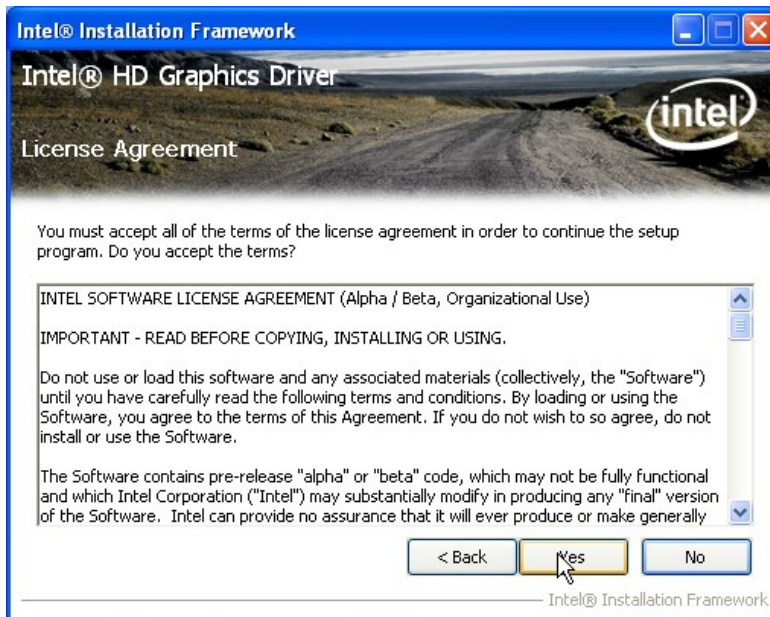 Intel® Installation Framework
Intel® HD Graphics Driver
intel
License Agreement
You must accept all of the terms of the license agreement in order to continue the setup
program. Do you accept the terms?
INTEL SOFTWARE LICENSE AGREEMENT (Alpha / Beta, Organizational Use)
IMPORTANT - READ BEFORE COPYING, INSTALLING OR USING.
Do not use or load this software and any associated materials (collectively, the "Software")
until you have carefully read the following terms and conditions. By loading or using the
Software, you agree to the terms of this Agreement. If you do not wish to so agree, do not
install or use the Software.
The Software contains pre-release "alpha" or "beta" code, which may not be fully functional
and which Intel Corporation ("Intel") may substantially modify in producing any "final" version
of the Software.  Intel can provide no assurance that it will ever produce or make generally
< Back
Yes
No
Intel® Installation Framework